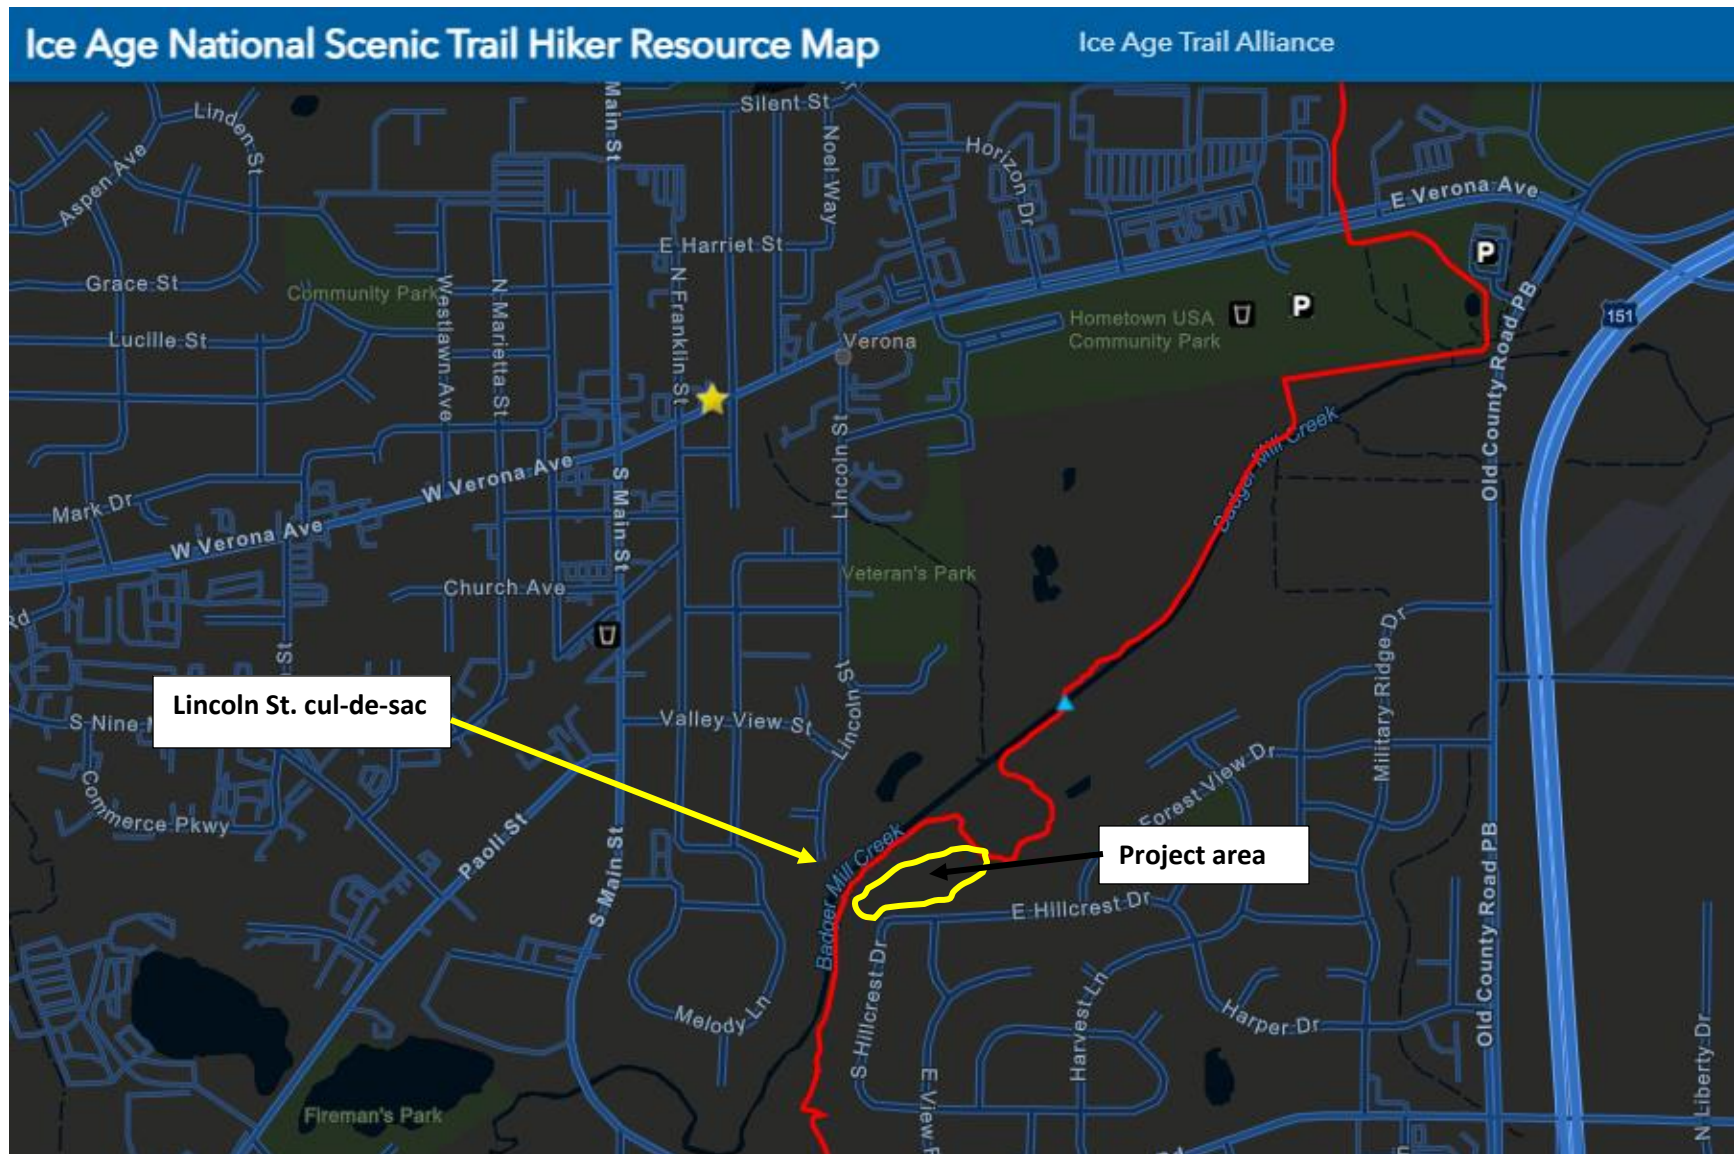 Ice Age National Scenic Trail Hiker Resource Map
Ice Age Trail Alliance
Main St
Silent St
Linden St
Noel Way
Horizon Dr
Aspen Ave
E Verona Ave
E Harriet St
P
Grace St
Community Park
Westlawn Ave
N Marietta St
N Franklin St
P
151
Hometown USA
Community Park
Lucille St
Verona
Old County Road PB
Lincoln St
Badger Mill Creek
W Verona Ave
S Main St
Mark Dr
W Verona Ave
Church Ave
Veteran's Park
Rd
Military Ridge Dr
St
Lincoln St. cul-de-sac
Lincoln St
S Nine
Valley View St
Forest View Dr
Commerce Pkwy
Paoli St
S Main St
Badger Mill Creek
Project area
E Hillcrest Dr
Old County Road PB
S Hillcrest Dr
Melody Ln
Harvest Ln
Harper Dr
E View
N Liberty Dr
Fireman's Park
Rd